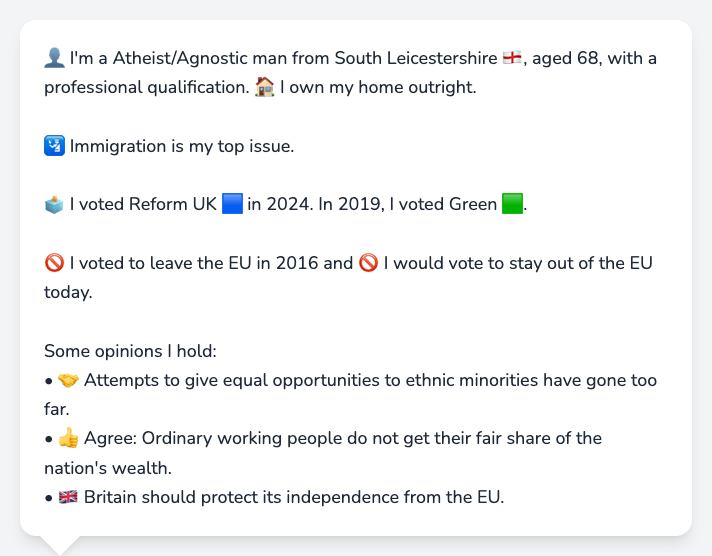 👤 I'm a Atheist/Agnostic man from South Leicestershire 🏴󠁧󠁢󠁥󠁮󠁧󠁿, aged 68, with a
professional qualification. 🏠 I own my home outright.
🛂 Immigration is my top issue.
🗳️ I voted Reform UK 🟦 in 2024. In 2019, I voted Green 🟩.
🚫 I voted to leave the EU in 2016 and 🚫 I would vote to stay out of the EU
today.
Some opinions I hold:
• 🤝 Attempts to give equal opportunities to ethnic minorities have gone too
far.
• 👍 Agree: Ordinary working people do not get their fair share of the
nation's wealth.
• 🇬🇧 Britain should protect its independence from the EU.